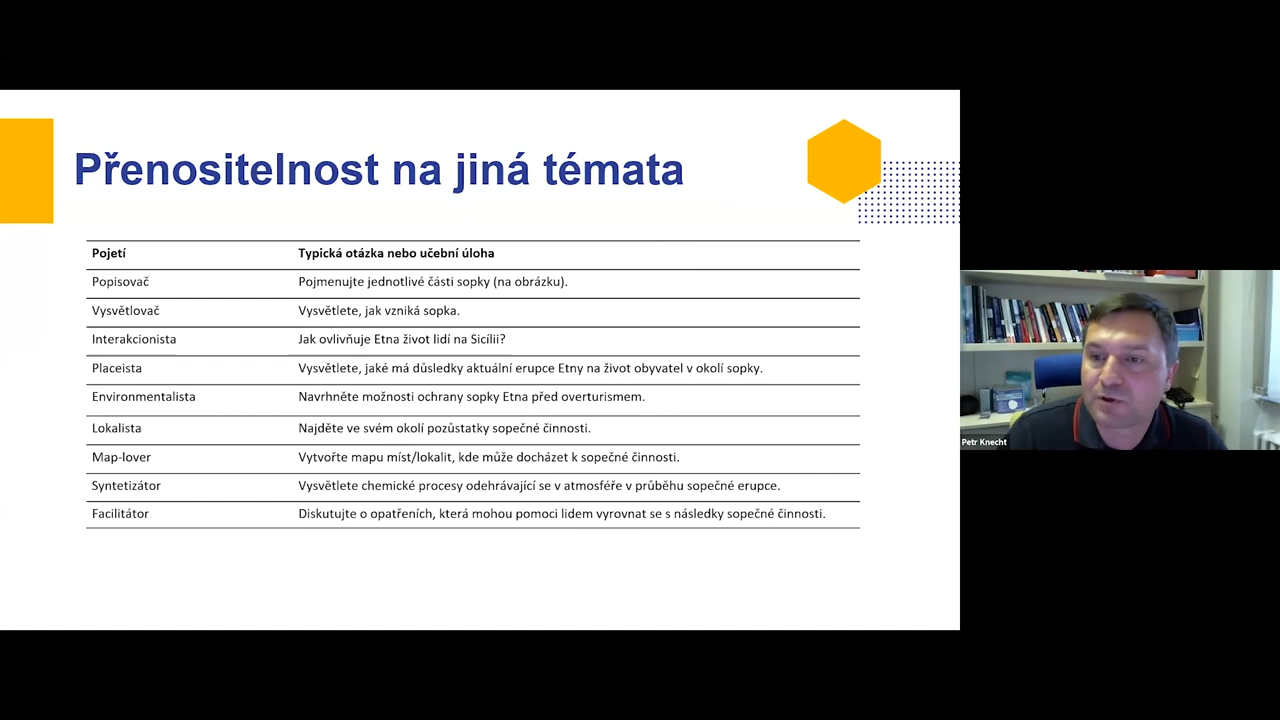 Přenositelnost na jiná témata
Pojetí Typická otázka nebo učební úloha
Popisovač Pojmenujte jednotlivé části sopky (na obrázku).
Vysvětlovač Vysvětlete, jak vzniká sopka.
Interakcionista Jak ovlivňuje Etna život lidí na Sicílii?
Placeista Vysvětlete, jaké má důsledky aktuální erupce Etny na život obyvatel v okolí sopky.
Environmentalista Navrhněte možnosti ochrany sopky Etna před overturismem.
Lokalista Najděte ve svém okolí pozůstatky sopečné činnosti.
Map-lover Vytvořte mapu míst/lokalit, kde může docházet k sopečné činnosti.
Syntetizátor Vysvětlete chemické procesy odehrávající se v atmosféře v průběhu sopečné erupce.
Facilitátor Diskutujte o opatřeních, která mohou pomoci lidem vyrovnat se s následky sopečné činnosti.
Petr Knecht